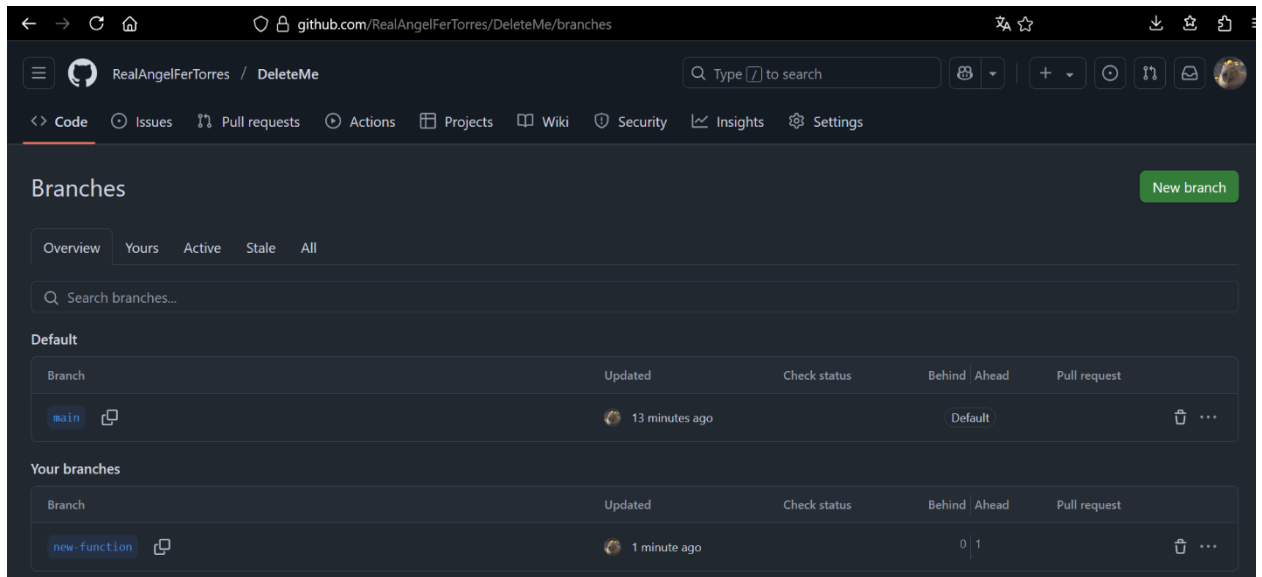 github.com/RealAngelFerTorres/DeleteMe/branches
RealAngelFerTorres / DeleteMe
Type / to search
Code Issues Pull requests Actions Projects Wiki Security Insights Settings
Branches
New branch
Overview Yours Active Stale All
Search branches...
Default
Branch Updated Check status Behind Ahead Pull request
main 13 minutes ago Default
Your branches
Branch Updated Check status Behind Ahead Pull request
new-function 1 minute ago 0 1